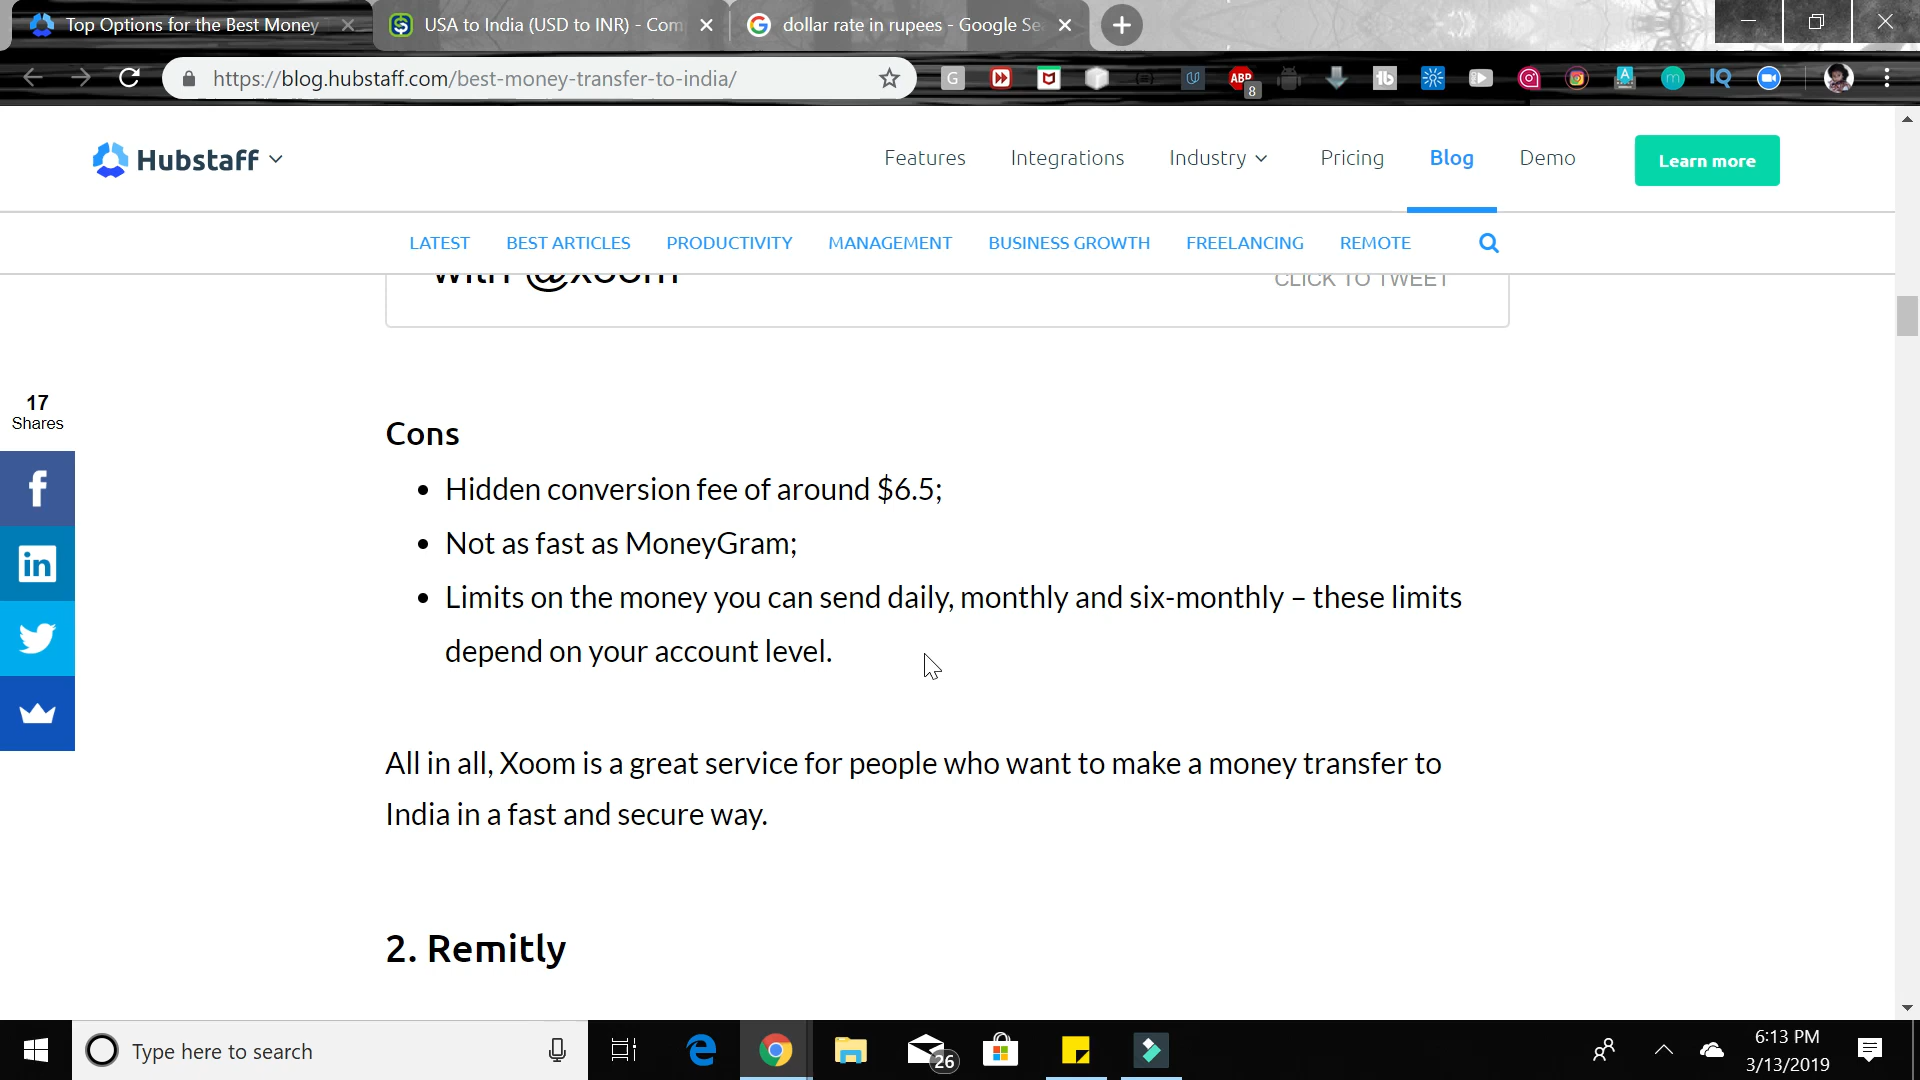 Top Options for the Best Money
USA to India (USD to INR) - Com
dollar rate in rupees - Google Se
https://blog.hubstaff.com/best-money-transfer-to-india/
G
ABP
8
A
m
IQ
Hubstaff
Features
Integrations
Industry
Pricing
Blog
Demo
Learn more
LATEST
BEST ARTICLES
PRODUCTIVITY
MANAGEMENT
BUSINESS GROWTH
FREELANCING
REMOTE
with @xoom
CLICK TO TWEET
17
Shares
Cons
• Hidden conversion fee of around $6.5;
• Not as fast as MoneyGram;
• Limits on the money you can send daily, monthly and six-monthly – these limits
depend on your account level.
All in all, Xoom is a great service for people who want to make a money transfer to
India in a fast and secure way.
2. Remitly
Type here to search
26
6:13 PM
3/13/2019